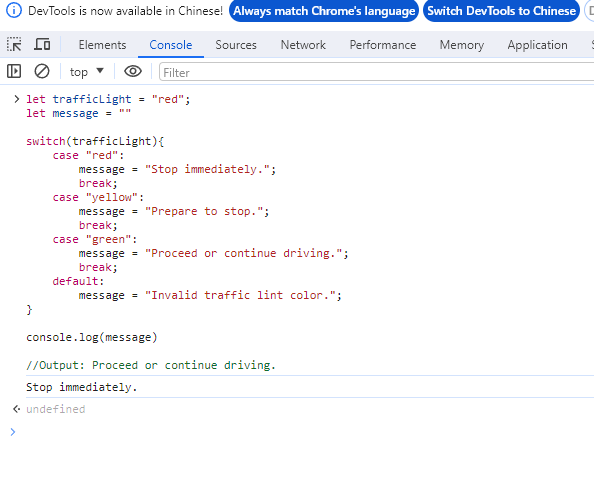 DevTools is now available in Chinese! Always match Chrome's language Switch DevTools to Chinese
Elements Console Sources Network Performance Memory Application
top Filter
let trafficLight = "red";
let message = ""
switch(trafficLight){
case "red":
message = "Stop immediately.";
break;
case "yellow":
message = "Prepare to stop.";
break;
case "green":
message = "Proceed or continue driving.";
break;
default:
message = "Invalid traffic lint color.";
}
console.log(message)
//Output: Proceed or continue driving.
Stop immediately.
undefined